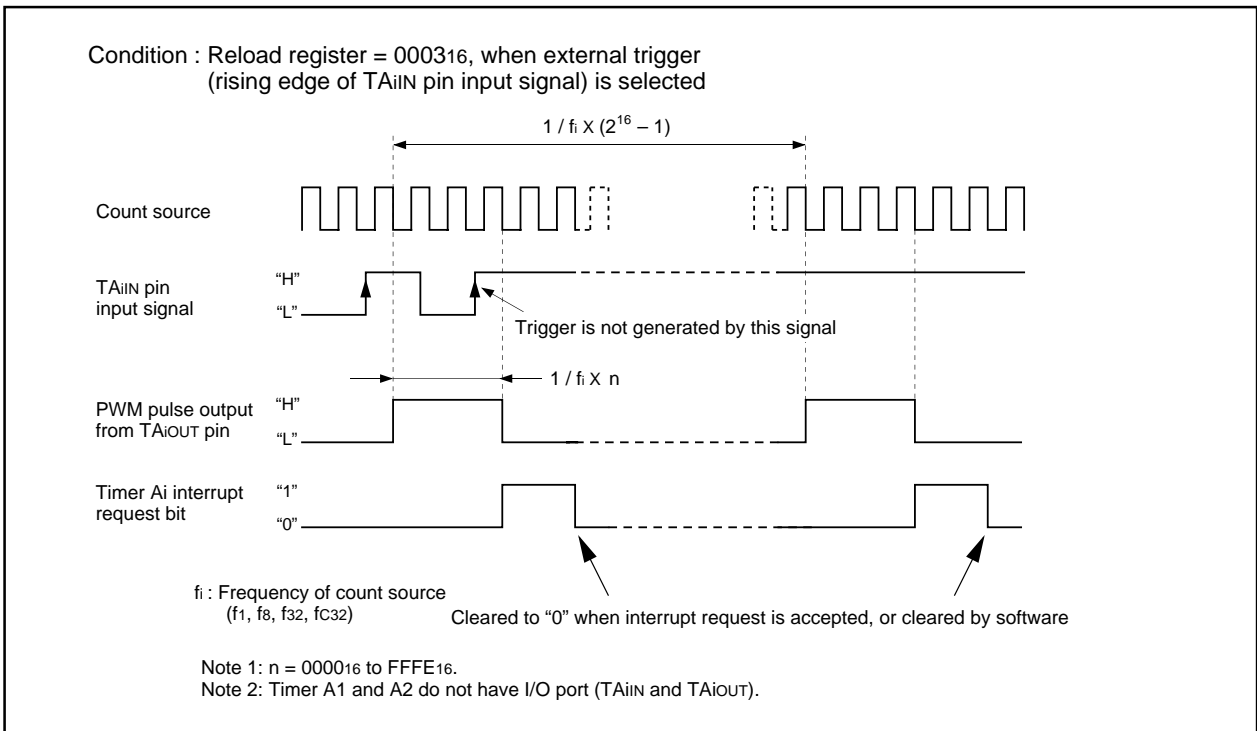 Condition : Reload register = 000316, when external trigger
(rising edge of TAiIN pin input signal) is selected
1 / fi X (2^16 – 1)
Count source
TAiIN pin
input signal
“H”
“L”
Trigger is not generated by this signal
1 / fi X n
PWM pulse output
from TAiOUT pin
“H”
“L”
Timer Ai interrupt
request bit
“1”
“0”
fi : Frequency of count source
(f1, f8, f32, fC32)
Cleared to “0” when interrupt request is accepted, or cleared by software
Note 1: n = 000016 to FFFE16.
Note 2: Timer A1 and A2 do not have I/O port (TAiIN and TAiOUT).